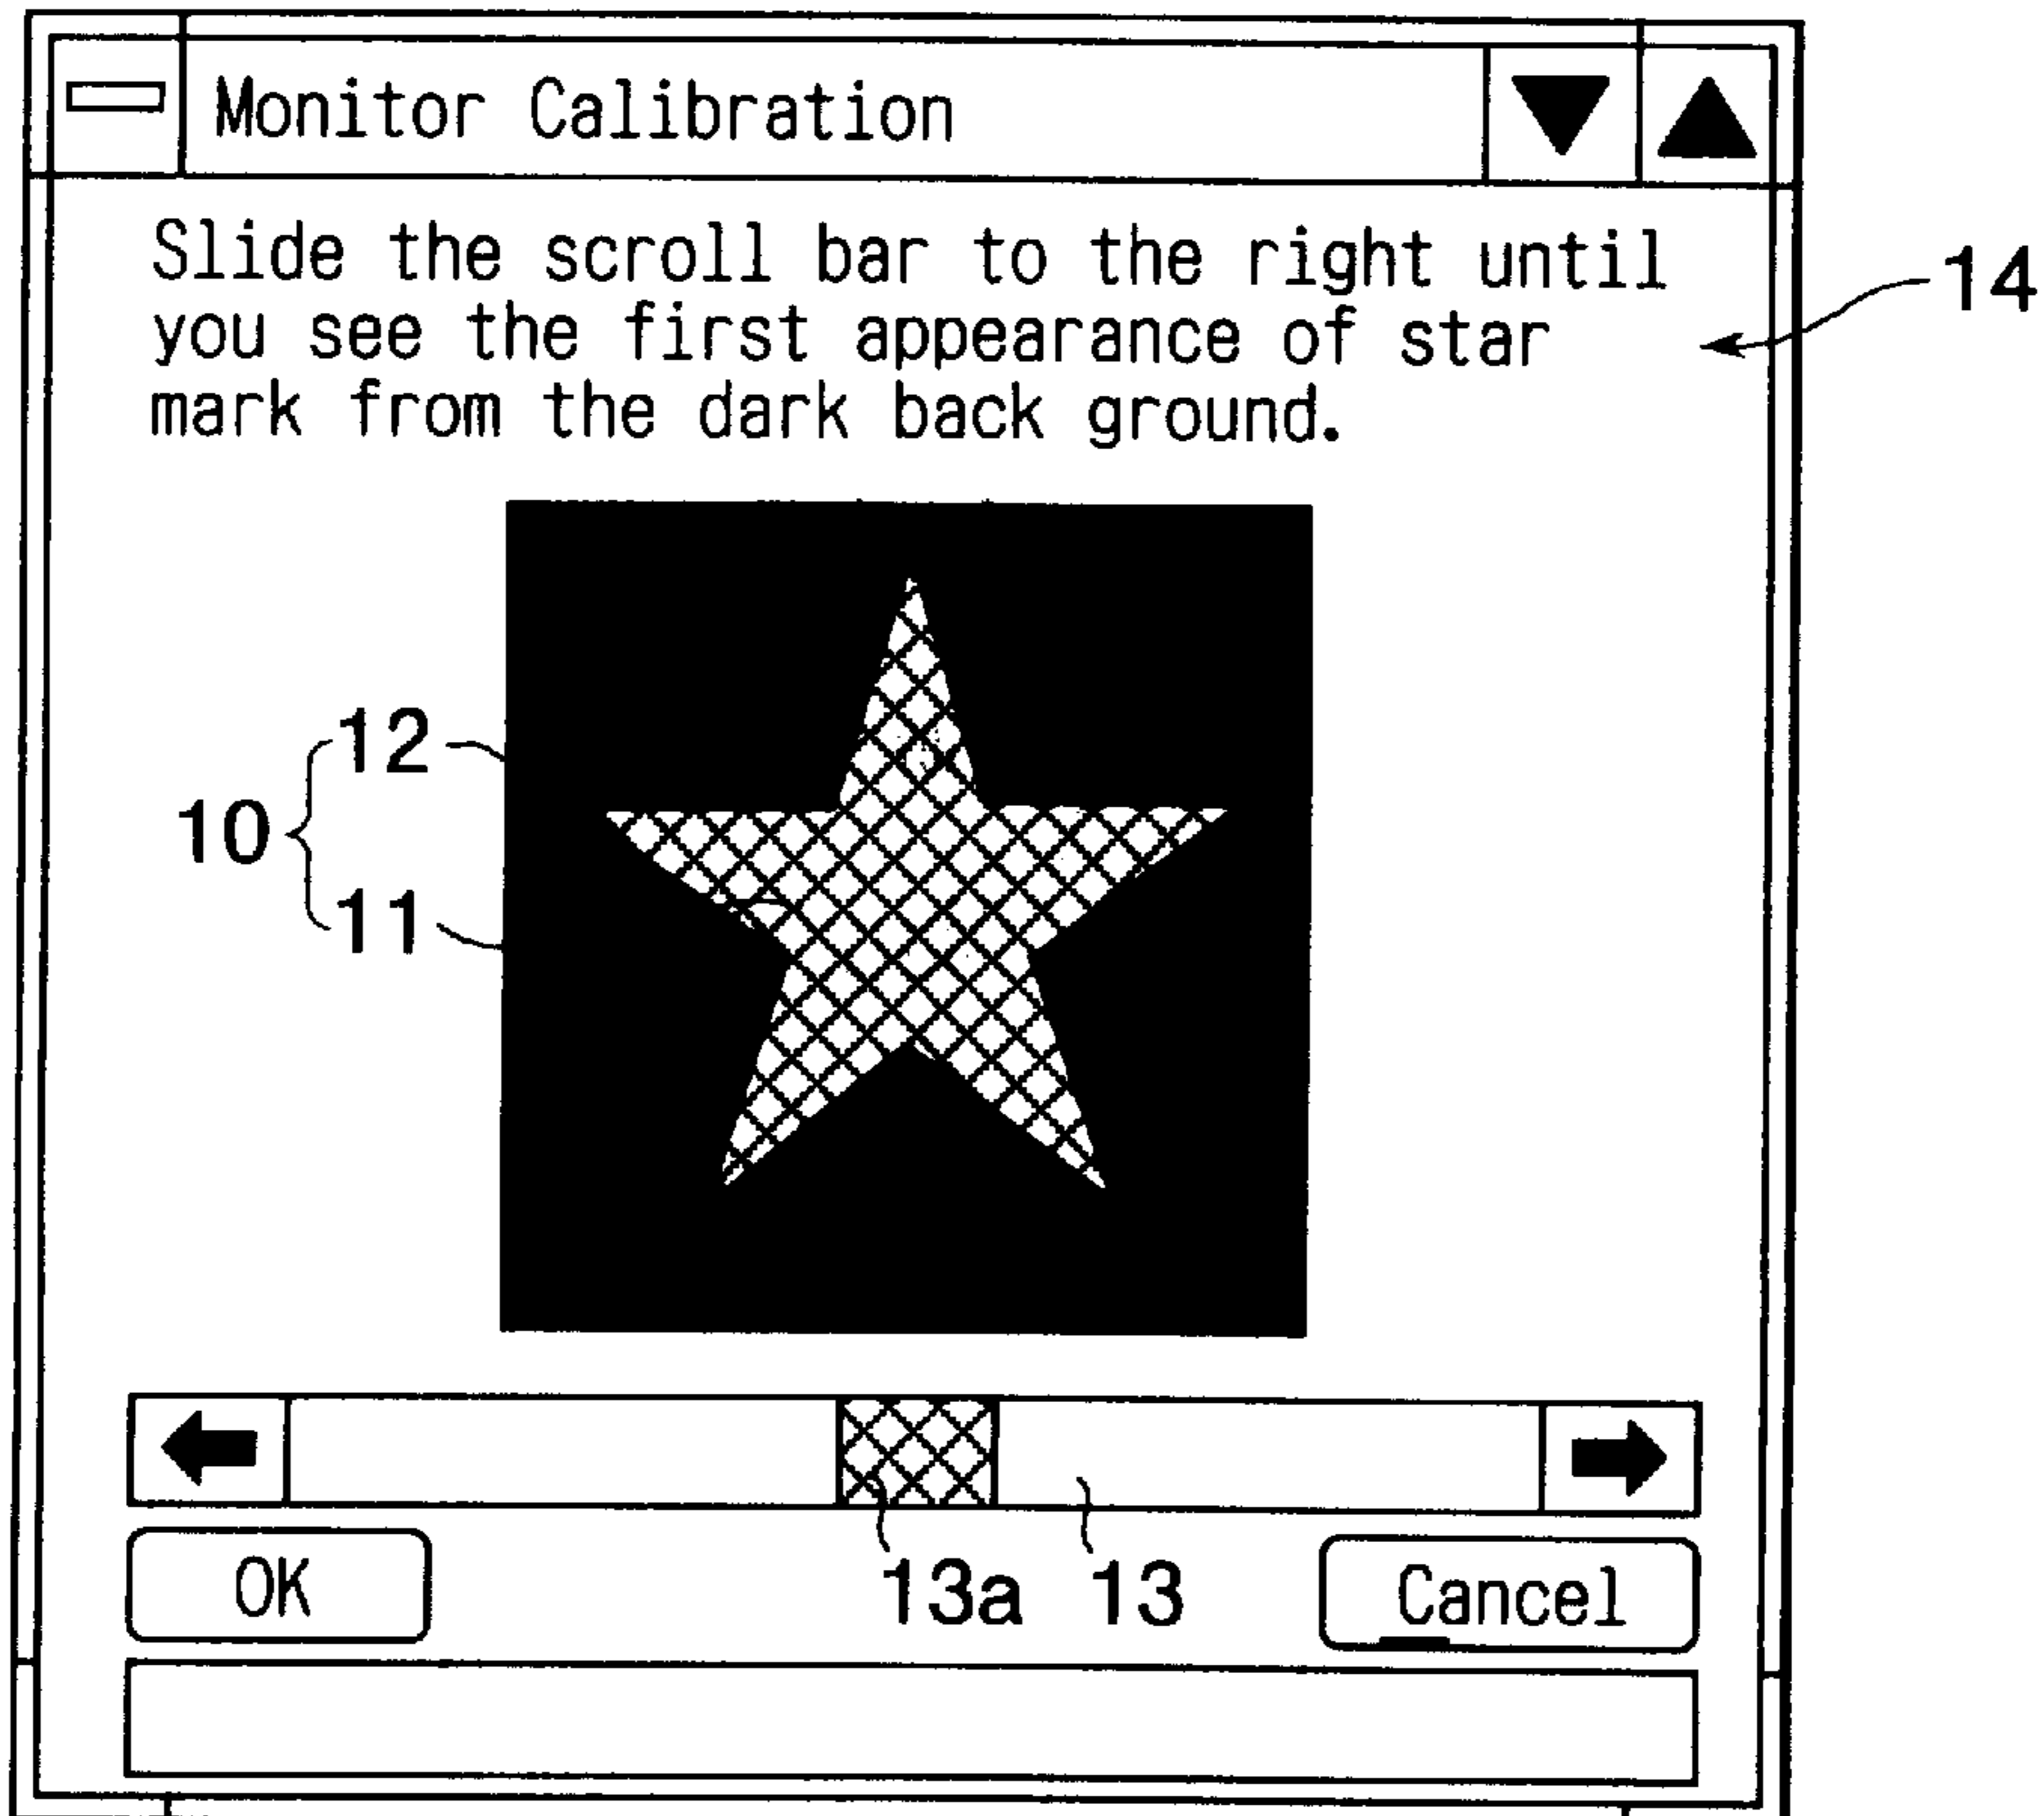 Monitor Calibration
Slide the scroll bar to the right until
you see the first appearance of star
mark from the dark back ground.
14
12
10
11
13a 13
OK
Cancel